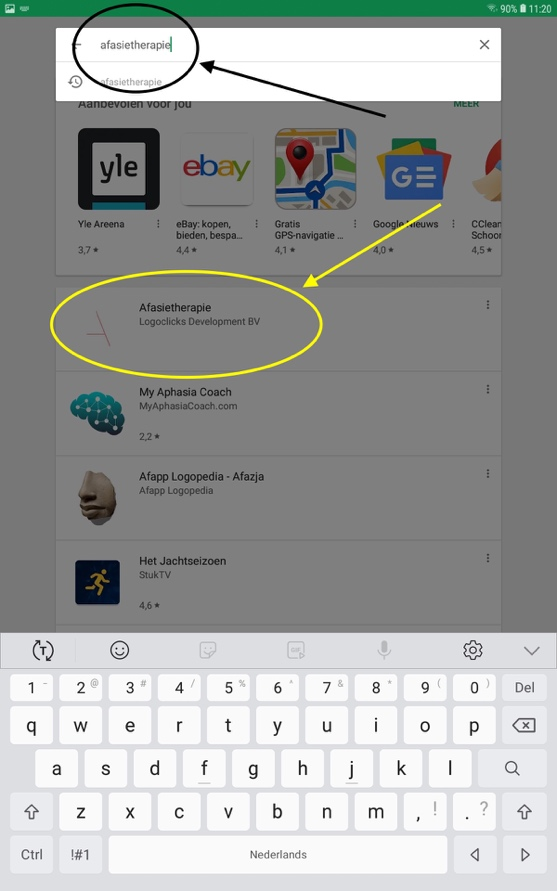 90% 11:20
afasietherapie
afasietherapie
Aanbevolen voor jou MEER
yle
ebay
GE
Yle Areena
3,7 ★
eBay: kopen,
bieden, bespa...
4,4 ★
Gratis
GPS-navigatie ...
4,1 ★
Google Nieuws
4,0 ★
CClean
Schoon
4,5 ★
Afasietherapie
Logoclicks Development BV
My Aphasia Coach
MyAphasiaCoach.com
2,2 ★
Afapp Logopedia - Afazja
Afapp Logopedia
Het Jachtseizoen
StukTV
4,6 ★
T
1 - 2 @ 3 # 4 / 5 % 6 ^ 7 & 8 * 9 ( 0 ) Del
q w e r t y u i o p
a s d f g h j k l
z x c v b n m , ! . ?
Ctrl !#1 Nederlands